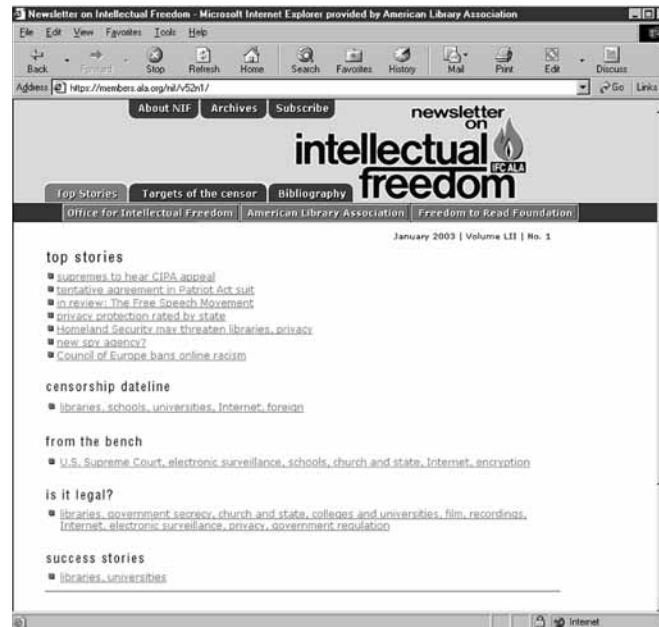 Newsletter on Intellectual Freedom - Microsoft Internet Explorer provided by American Library Association
File Edit View Favorites Tools Help
Back Forward Stop Refresh Home Search Favorites History Mail Print Edit Discuss
Address https://members.ala.org/nif/v52n1/ Go Links
About NIF Archives Subscribe
newsletter
on
intellectual
freedom
IFC ALA
Top Stories Targets of the censor Bibliography
Office for Intellectual Freedom American Library Association Freedom to Read Foundation
January 2003 | Volume LII | No. 1
top stories
supremes to hear CIPA appeal
tentative agreement in Patriot Act suit
in review: The Free Speech Movement
privacy protection rated by state
Homeland Security may threaten libraries, privacy
new spy agency?
Council of Europe bans online racism
censorship dateline
libraries, schools, universities, Internet, foreign
from the bench
U.S. Supreme Court, electronic surveillance, schools, church and state, Internet, encryption
is it legal?
libraries, government secrecy, church and state, colleges and universities, film, recordings,
Internet, electronic surveillance, privacy, government regulation
success stories
libraries, universities
Internet